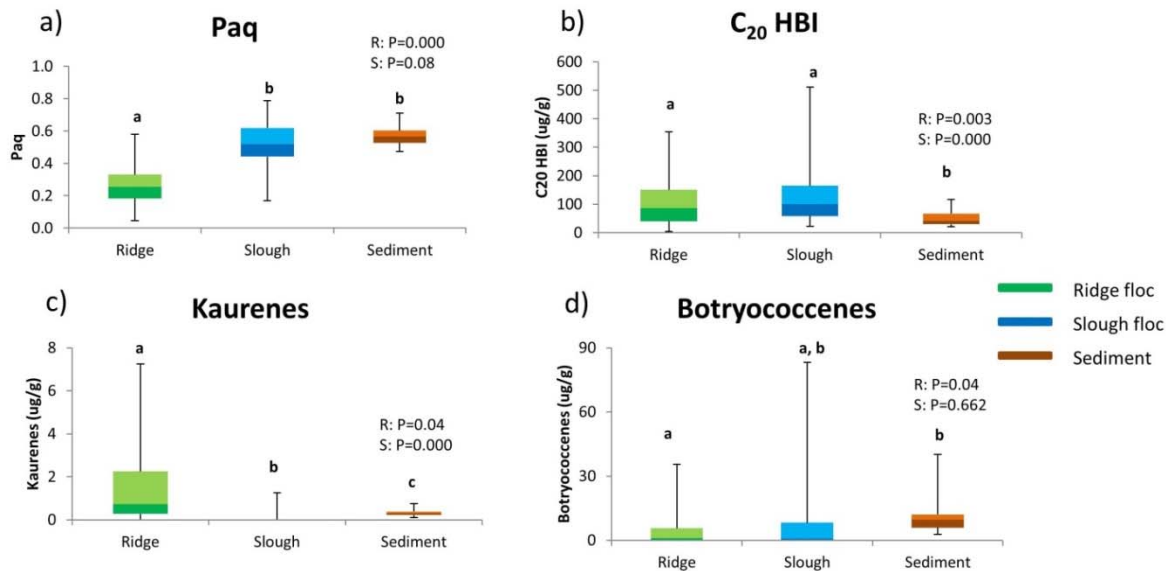 a) Paq
R: P=0.000
S: P=0.08
Paq
1.0
0.8
0.6
0.4
0.2
0.0
a
b
b
Ridge Slough Sediment
b) C₂₀ HBI
R: P=0.003
S: P=0.000
C20 HBI (ug/g)
600
500
400
300
200
100
0
a
a
b
Ridge Slough Sediment
c) Kaurenes
R: P=0.04
S: P=0.000
Kaurenes (ug/g)
8
6
4
2
0
a
b
c
Ridge Slough Sediment
d) Botryococcenes
R: P=0.04
S: P=0.662
Botryococcenes (ug/g)
90
60
30
0
a
a, b
b
Ridge Slough Sediment
Ridge floc
Slough floc
Sediment